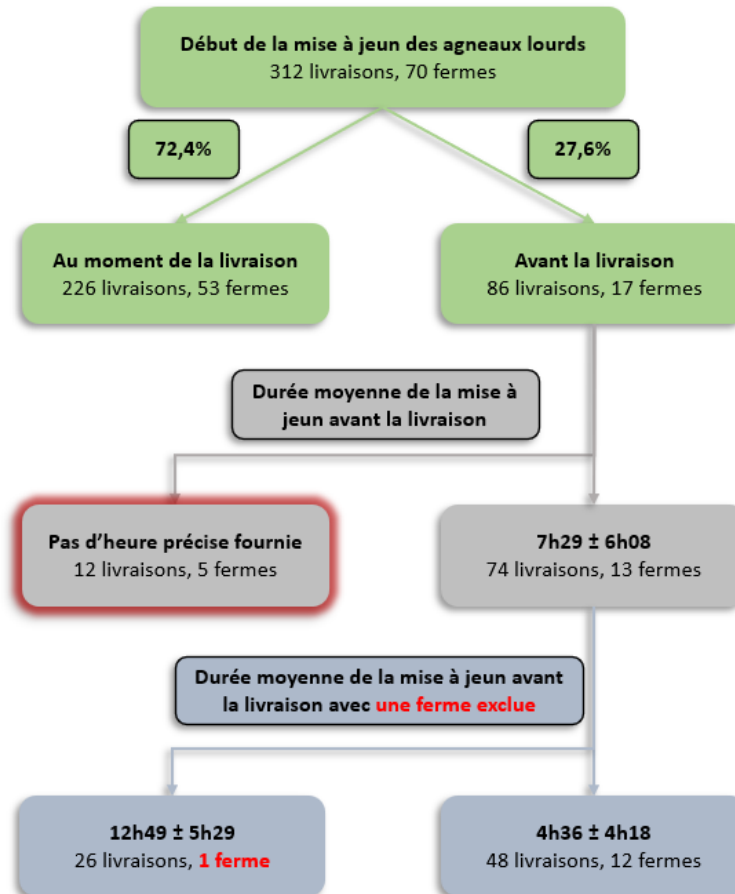 Début de la mise à jeun des agneaux lourds
312 livraisons, 70 fermes
72,4%
27,6%
Au moment de la livraison
226 livraisons, 53 fermes
Avant la livraison
86 livraisons, 17 fermes
Durée moyenne de la mise à
jeun avant la livraison
Pas d’heure précise fournie
12 livraisons, 5 fermes
7h29 ± 6h08
74 livraisons, 13 fermes
Durée moyenne de la mise à jeun avant
la livraison avec une ferme exclue
12h49 ± 5h29
26 livraisons, 1 ferme
4h36 ± 4h18
48 livraisons, 12 fermes